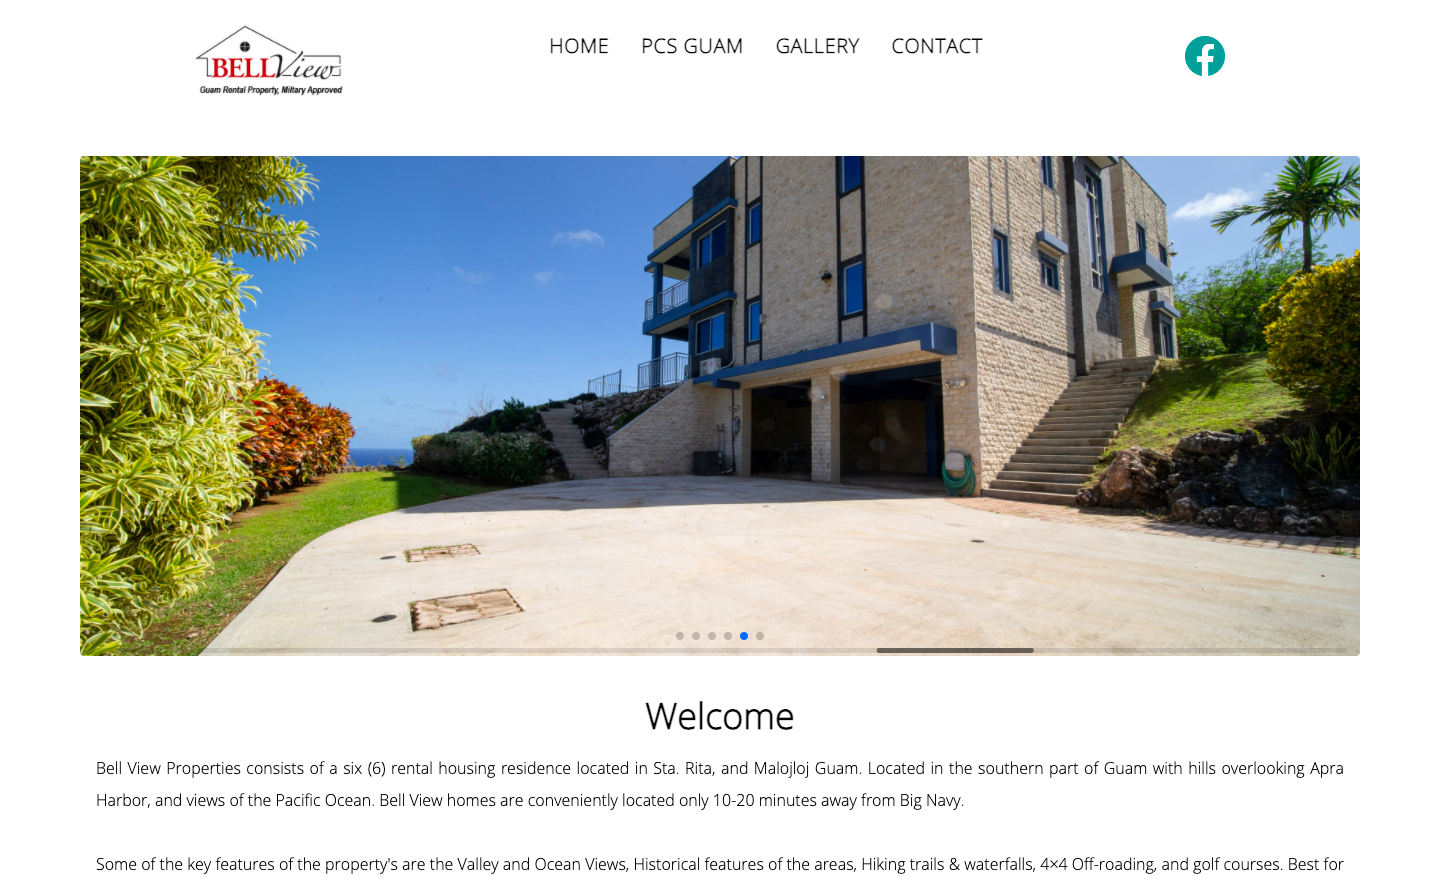 BELLView
Guam Rental Property, Miltary Approved
HOME PCS GUAM GALLERY CONTACT
Welcome
Bell View Properties consists of a six (6) rental housing residence located in Sta. Rita, and Malojloj Guam. Located in the southern part of Guam with hills overlooking Apra
Harbor, and views of the Pacific Ocean. Bell View homes are conveniently located only 10-20 minutes away from Big Navy.
Some of the key features of the property's are the Valley and Ocean Views, Historical features of the areas, Hiking trails & waterfalls, 4×4 Off-roading, and golf courses. Best for